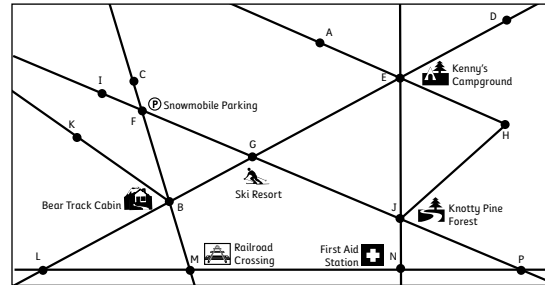 D
A
E
Kenny's
Campground
C
I
P Snowmobile Parking
F
K
H
G
Ski Resort
Bear Track Cabin
B
J
Knotty Pine
Forest
L
M
Railroad
Crossing
First Aid
Station
N
P